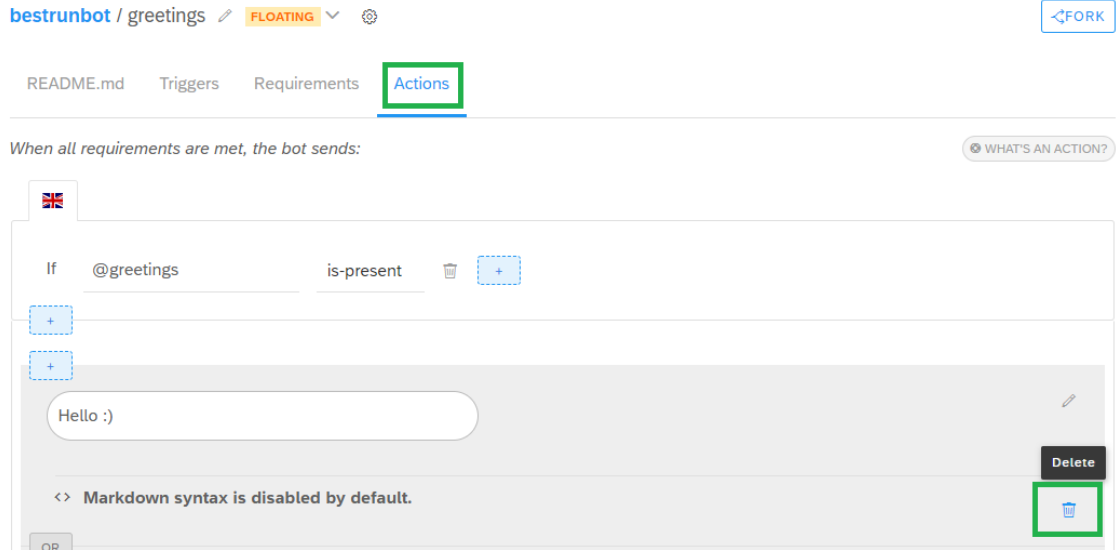 bestrunbot / greetings FLOATING
FORK
README.md Triggers Requirements Actions
When all requirements are met, the bot sends:
WHAT'S AN ACTION?
If @greetings is-present +
+
+
Hello :)
Delete
<> Markdown syntax is disabled by default.
OR